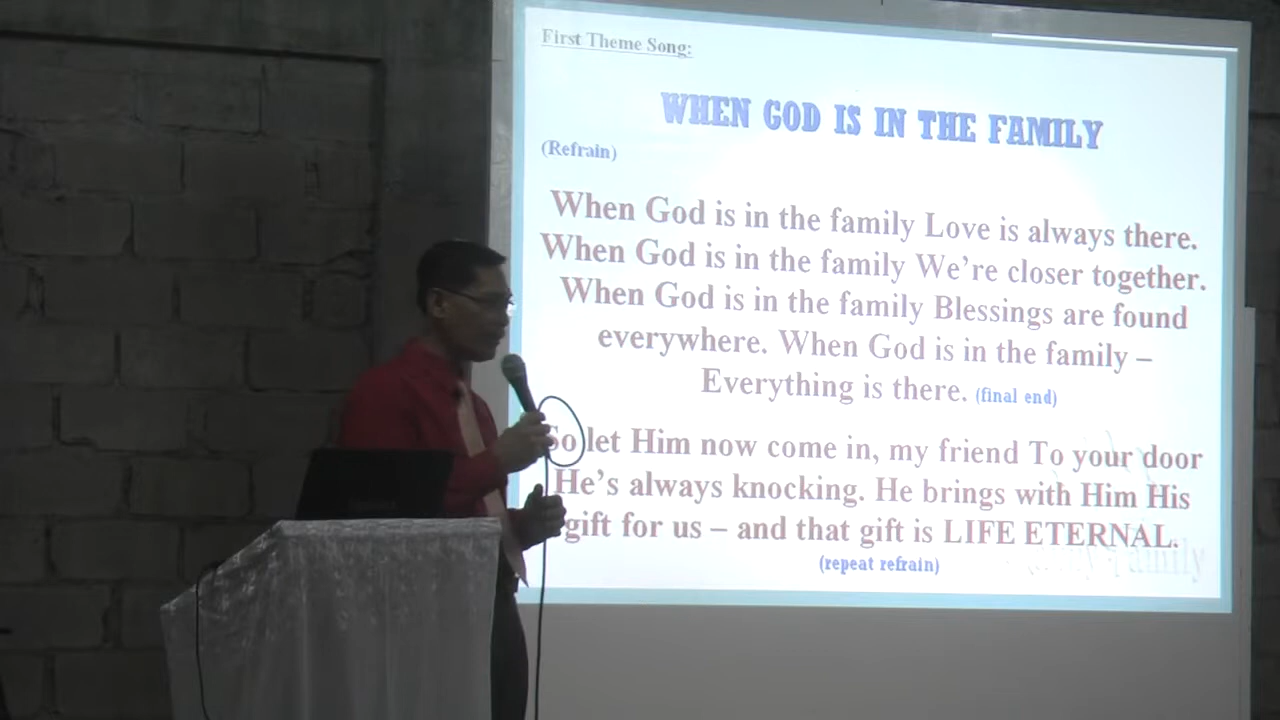 First Theme Song:
WHEN GOD IS IN THE FAMILY
(Refrain)
When God is in the family Love is always there.
When God is in the family We're closer together.
When God is in the family Blessings are found
everywhere. When God is in the family –
Everything is there. (final end)
So let Him now come in, my friend To your door
He's always knocking. He brings with Him His
gift for us – and that gift is LIFE ETERNAL.
(repeat refrain)